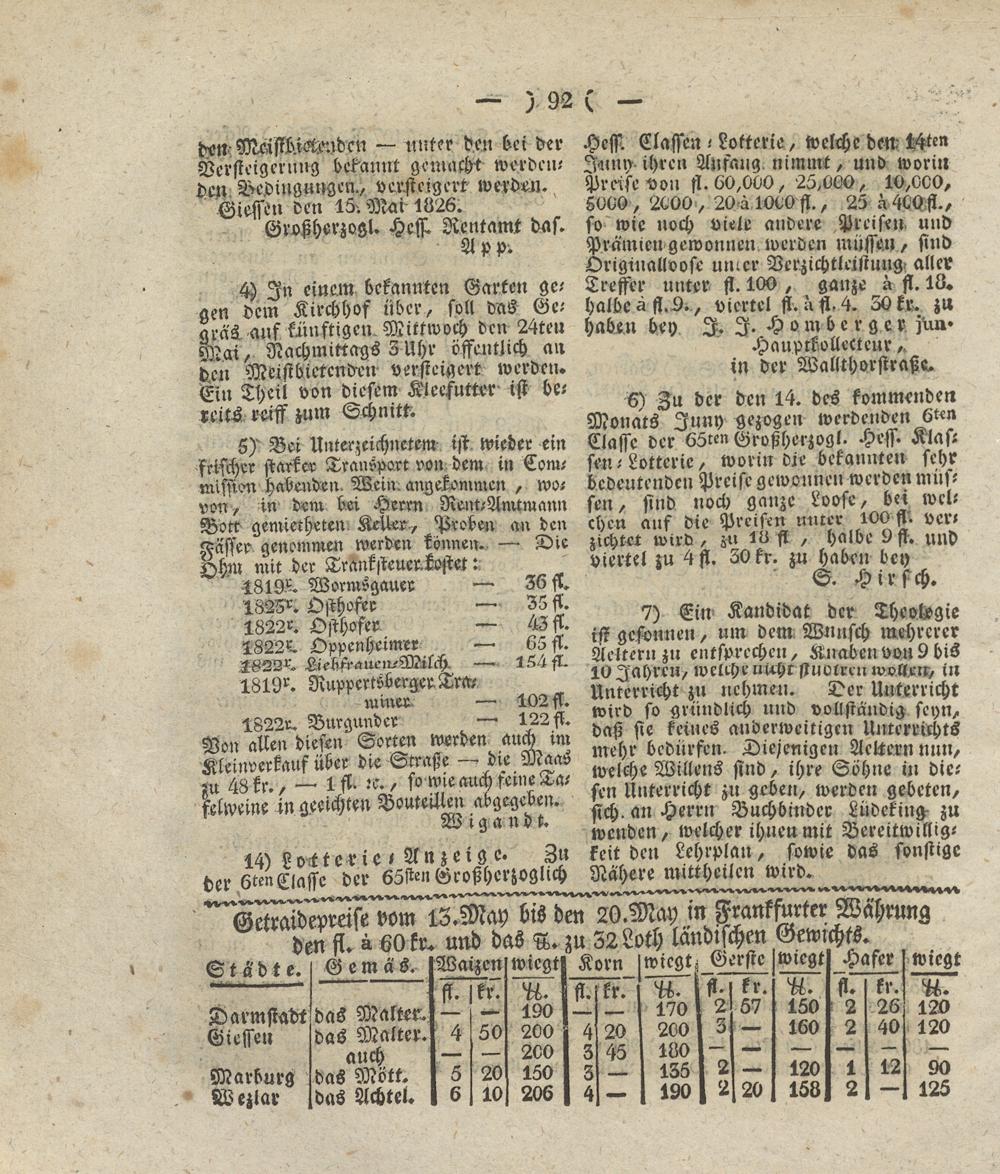 — ) 92 ( —
den Meistbietenden — unter den bei der
Versteigerung bekannt gemacht werden-
den Bedingungen, versteigert werden.
Giessen den 15. Mai 1826.
Großherzogl. Hess. Rentamt das.
App.
4) In einem bekannten Garten ge-
gen dem Kirchhof über, soll das Ge-
gräs auf künftigen Mittwoch den 24ten
Mai, Nachmittags 3 Uhr öffentlich an
den Meistbietenden versteigert werden.
Ein Theil von diesem Kleefutter ist be-
reits reiff zum Schnitt.
5) Bei Unterzeichnetem ist wieder ein
frischer starker Transport von dem in Com-
mission habenden Wein angekommen, wo-
von, in dem bei Herrn Rent-Amtmann
Bott gemietheten Keller, Proben an den
Fässer genommen werden können. — Die
Ohm mit der Tranksteuer kostet:
1819r. Wormsgauer — 36 fl.
1823r. Osthofer — 35 fl.
1822r. Osthofer — 43 fl.
1822r. Oppenheimer — 65 fl.
1822r. Liebfrauen-Milch — 154 fl.
1819r. Ruppertsberger Tra-
miner — 102 fl.
1822r. Burgunder — 122 fl.
Von allen diesen Sorten werden auch im
Kleinverkauf über die Straße — die Maas
zu 48 kr., — 1 fl. ꝛc., so wie auch feine Ta-
felweine in geeichten Bouteillen abgegeben.
Wigandt.
14) Lotterie-Anzeige. Zu
der 6ten Classe der 65sten Großherzoglich
Hess. Classen-Lotterie, welche den 14ten
Juny ihren Anfang nimmt, und worin
Preise von fl. 60,000, 25,000, 10,000,
5000, 2000, 20 à 1000 fl., 25 à 400 fl.,
so wie noch viele andere Preisen und
Prämien gewonnen werden müssen, sind
Originalloose unter Verzichtleistung aller
Treffer unter fl. 100, ganze à fl. 18.
halbe à fl. 9., viertel fl. à fl. 4. 30 kr. zu
haben bey J. J. Homberger jun.
Hauptkollecteur,
in der Wallthorstraße.
6) Zu der den 14. des kommenden
Monats Juny gezogen werdenden 6ten
Classe der 65ten Großherzogl. Hess. Klas-
sen-Lotterie, worin die bekannten sehr
bedeutenden Preise gewonnen werden müs-
sen, sind noch ganze Loose, bei wel-
chen auf die Preisen unter 100 fl. ver-
zichtet wird, zu 18 fl, halbe 9 fl. und
viertel zu 4 fl. 30 kr. zu haben bey
S. Hirsch.
7) Ein Kandidat der Theologie
ist gesonnen, um dem Wunsch mehrerer
Aeltern zu entsprechen, Knaben von 9 bis
10 Jahren, welche nicht studiren wollen, in
Unterricht zu nehmen. Der Unterricht
wird so gründlich und vollständig seyn,
daß sie keines anderweitigen Unterrichts
mehr bedürfen. Diejenigen Aeltern nun,
welche Willens sind, ihre Söhne in die-
sen Unterricht zu geben, werden gebeten,
sich an Herrn Buchbinder Lüdeking zu
wenden, welcher ihnen mit Bereitwillig-
keit den Lehrplan, sowie das sonstige
Nähere mittheilen wird.
Getraidepreise vom 13. May bis den 20. May in Frankfurter Währung
den fl. à 60 kr. und das ℔. zu 32 Loth ländischen Gewichts.
Städte. Gemäs. Waizen wiegt Korn wiegt Gerste wiegt Hafer wiegt
fl. kr. ℔. fl. kr. ℔. fl. kr. ℔. fl. kr. ℔.
Darmstadt das Malter. — — 190 — — 170 2 57 150 2 26 120
Giessen das Malter. 4 50 200 4 20 200 3 — 160 2 40 120
auch — — 200 3 45 180 — — — — — —
Marburg das Mött. 5 20 150 3 — 135 2 — 120 1 12 90
Wezlar das Achtel. 6 10 206 4 — 190 2 20 158 2 — 125